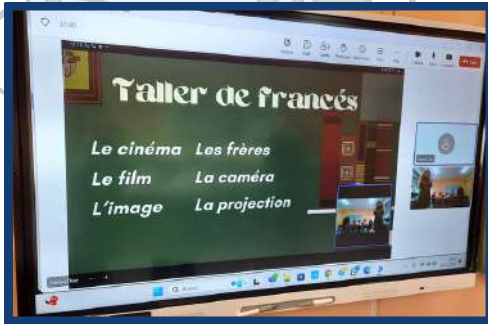 Taller de francés
Le cinéma Les frères
Le film La caméra
L'image La projection